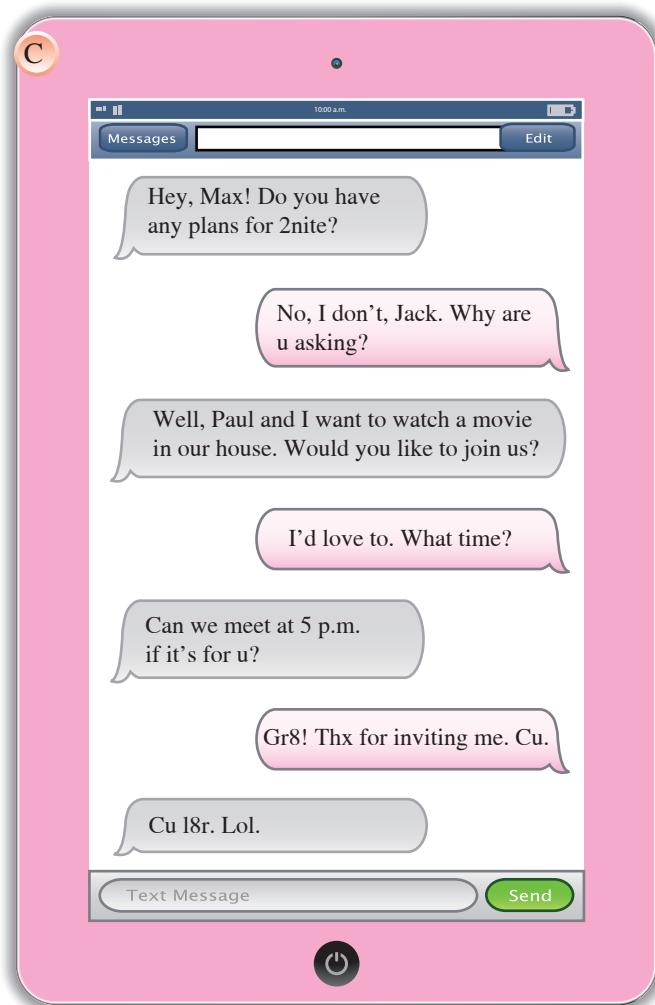 C
10:00 a.m.
Messages
Edit
Hey, Max! Do you have
any plans for 2nite?
No, I don't, Jack. Why are
u asking?
Well, Paul and I want to watch a movie
in our house. Would you like to join us?
I'd love to. What time?
Can we meet at 5 p.m.
if it's for u?
Gr8! Thx for inviting me. Cu.
Cu l8r. Lol.
Text Message
Send